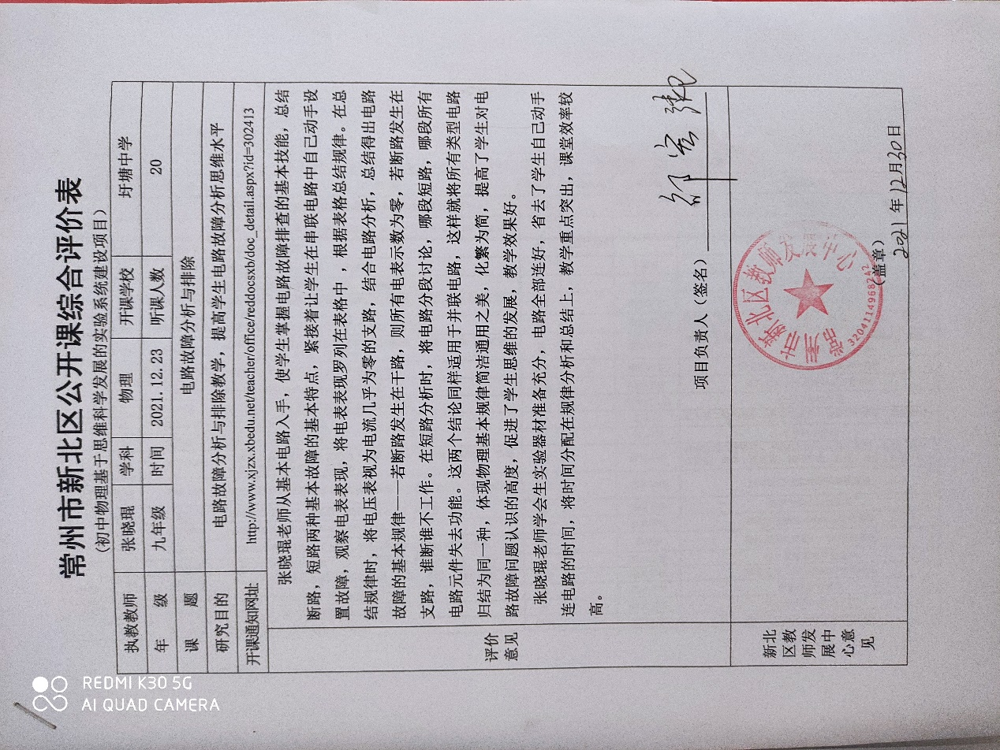 常州市新北区公开课综合评价表
（初中物理基于思维科学发展的实验系统建设项目）
执教教师 张晓琨 学科 物理 开课学校 圩塘中学
年 级 九年级 时间 2021.12.23 听课人数 20
课 题 电路故障分析与排除
研究目的 电路故障分析与排除教学，提高学生电路故障分析思维水平
开课通知网址 http://www.xjzx.xbedu.net/teacher/office/reddocsxb/doc_detail.aspx?id=302413
评价
意见
张晓琨老师从基本电路入手，使学生掌握电路故障排查的基本技能，总结
断路，短路两种基本故障的基本特点，紧接着让学生在串联电路中自己动手设
置故障，观察电表表现，将电表表现罗列在表格中，根据表格总结规律。在总
结规律时，将电压表视为电流几乎为零的支路，结合电路分析，总结得出电路
故障的基本规律——若断路发生在干路，则所有电表示数为零，若断路发生在
支路，谁断谁不工作。在短路分析时，将电路分段讨论，哪段短路，哪段所有
电路元件失去功能。这两个结论同样适用于并联电路，这样就将所有类型电路
归结为同一种，体现物理基本规律简洁通用之美，化繁为简，提高了学生对电
路故障问题认识的高度，促进了学生思维的发展，教学效果好。
张晓琨老师学会生实验器材准备充分，电路全部连好，省去了学生自己动手
连电路的时间，将时间分配在规律分析和总结上，教学重点突出，课堂效率较
高。
项目负责人（签名）
新北
区教
师发
展中
心意
见
常州市新北区教师发展中心
3204114968242
（盖章）
2021 年 12月30日
REDMI K30 5G
AI QUAD CAMERA